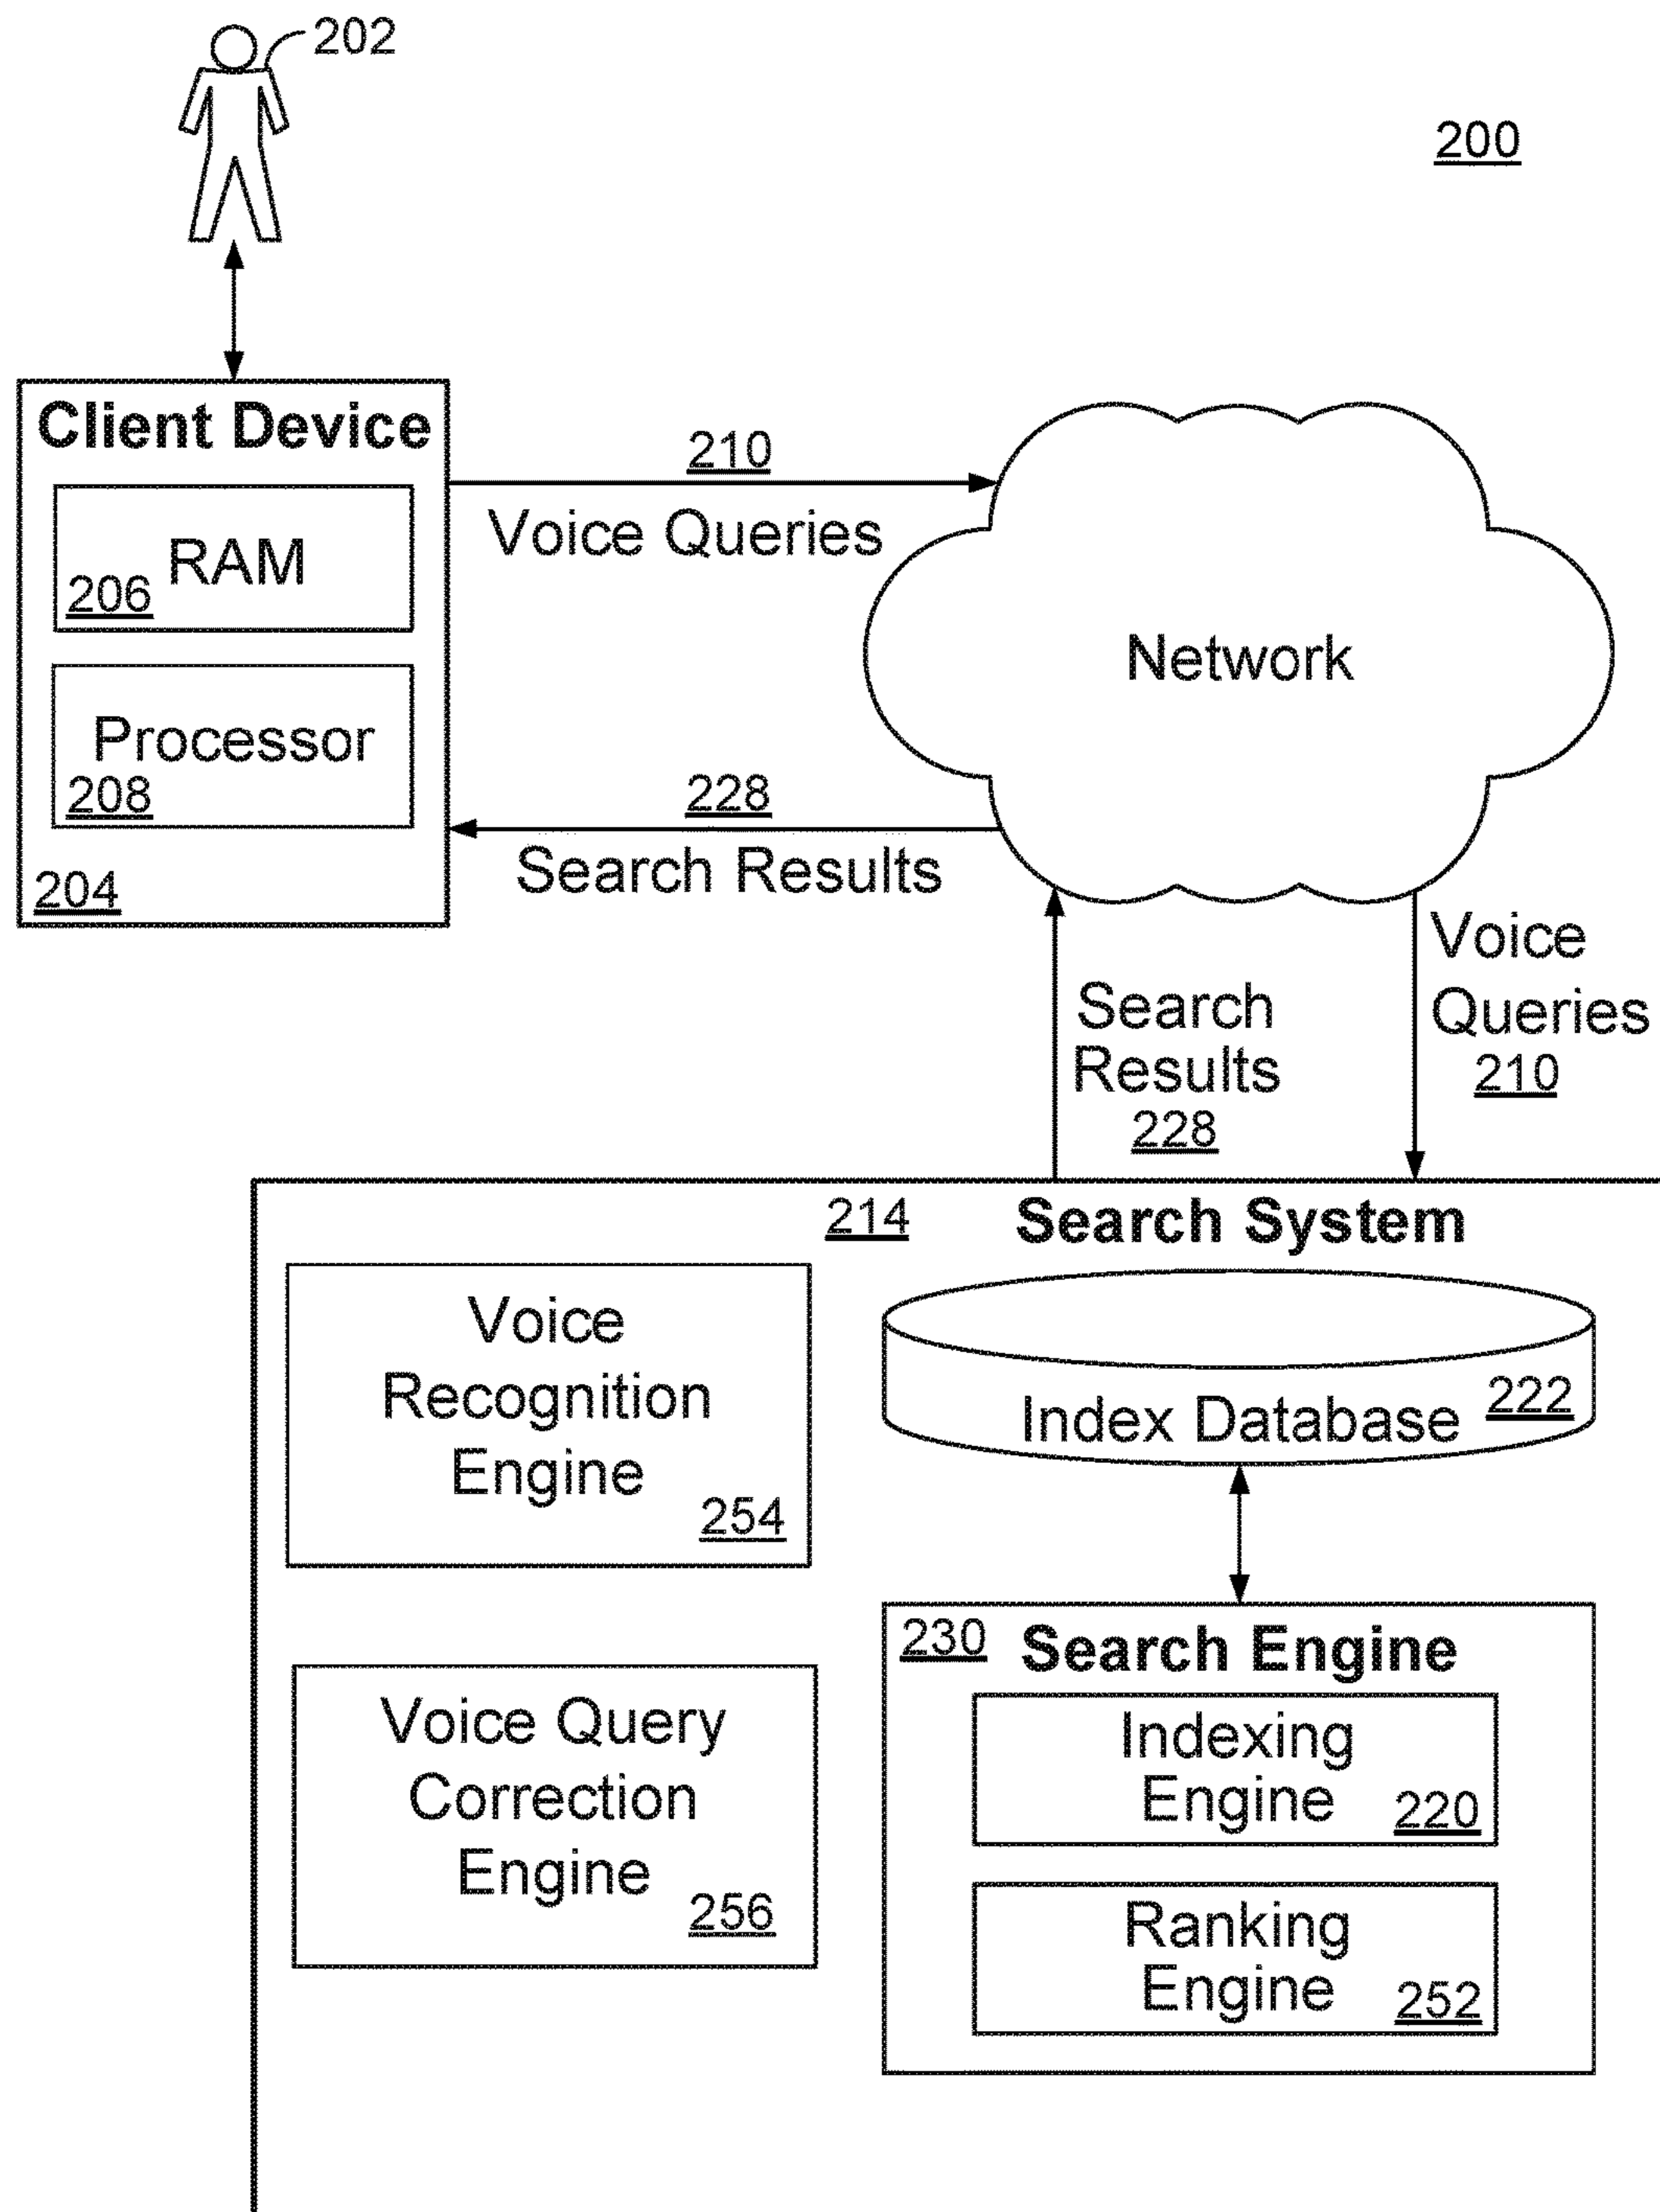 202
200
Client Device
RAM
206
Processor
208
204
210
Voice Queries
228
Search Results
Network
Search
Results
228
Voice
Queries
210
214
Search System
Voice
Recognition
Engine
254
Index Database
222
230
Search Engine
Indexing
Engine
220
Ranking
Engine
252
Voice Query
Correction
Engine
256